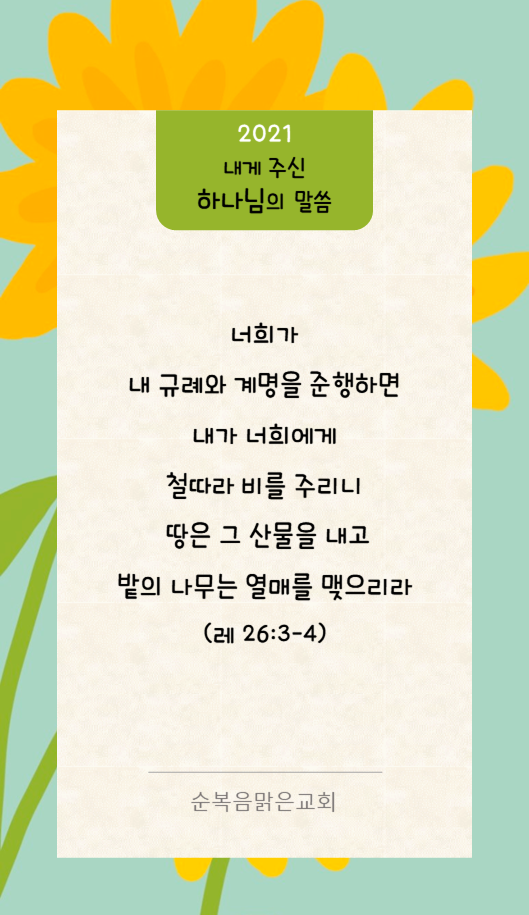 2021
내게 주신
하나님의 말씀
너희가
내 규례와 계명을 준행하면
내가 너희에게
철따라 비를 주리니
땅은 그 산물을 내고
밭의 나무는 열매를 맺으리라
(레 26:3-4)
순복음맑은교회